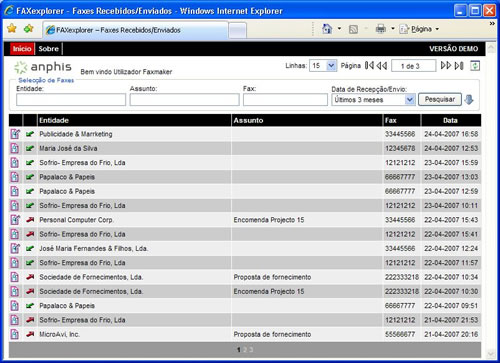 FAXexplorer - Faxes Recebidos/Enviados - Windows Internet Explorer
FAXexplorer – Faxes Recebidos/Enviados
Página
Início Sobre VERSÃO DEMO
anphis Bem vindo Utilizador Faxmaker Linhas: 15 Página 1 de 3
Selecção de Faxes
Entidade: Assunto: Fax: Data de Recepção/Envio:
Últimos 3 meses Pesquisar
Entidade Assunto Fax Data
Publicidade & Marrketing 33445566 24-04-2007 16:58
Maria José da Silva 12345678 24-04-2007 12:53
Sofrio- Empresa do Frio, Lda 12121212 23-04-2007 15:59
Papalaco & Papeis 66667777 23-04-2007 13:03
Papalaco & Papeis 66667777 23-04-2007 12:59
Sofrio- Empresa do Frio, Lda 12121212 23-04-2007 10:11
Personal Computer Corp. Encomenda Projecto 15 33445566 22-04-2007 15:43
Sofrio- Empresa do Frio, Lda 12121212 22-04-2007 15:41
José Maria Fernandes & Filhos, Lda. 33445566 22-04-2007 12:24
Sofrio- Empresa do Frio, Lda 12121212 22-04-2007 11:57
Sociedade de Fornecimentos, Lda. Proposta de fornecimento 222333218 22-04-2007 10:34
Sociedade de Fornecimentos, Lda. Encomenda Projecto 15 222333218 22-04-2007 10:30
Papalaco & Papeis 66667777 22-04-2007 09:51
Sofrio- Empresa do Frio, Lda 12121212 21-04-2007 21:53
MicroAvi, Inc. Proposta de fornecimento 55566677 21-04-2007 20:16
1 2 3